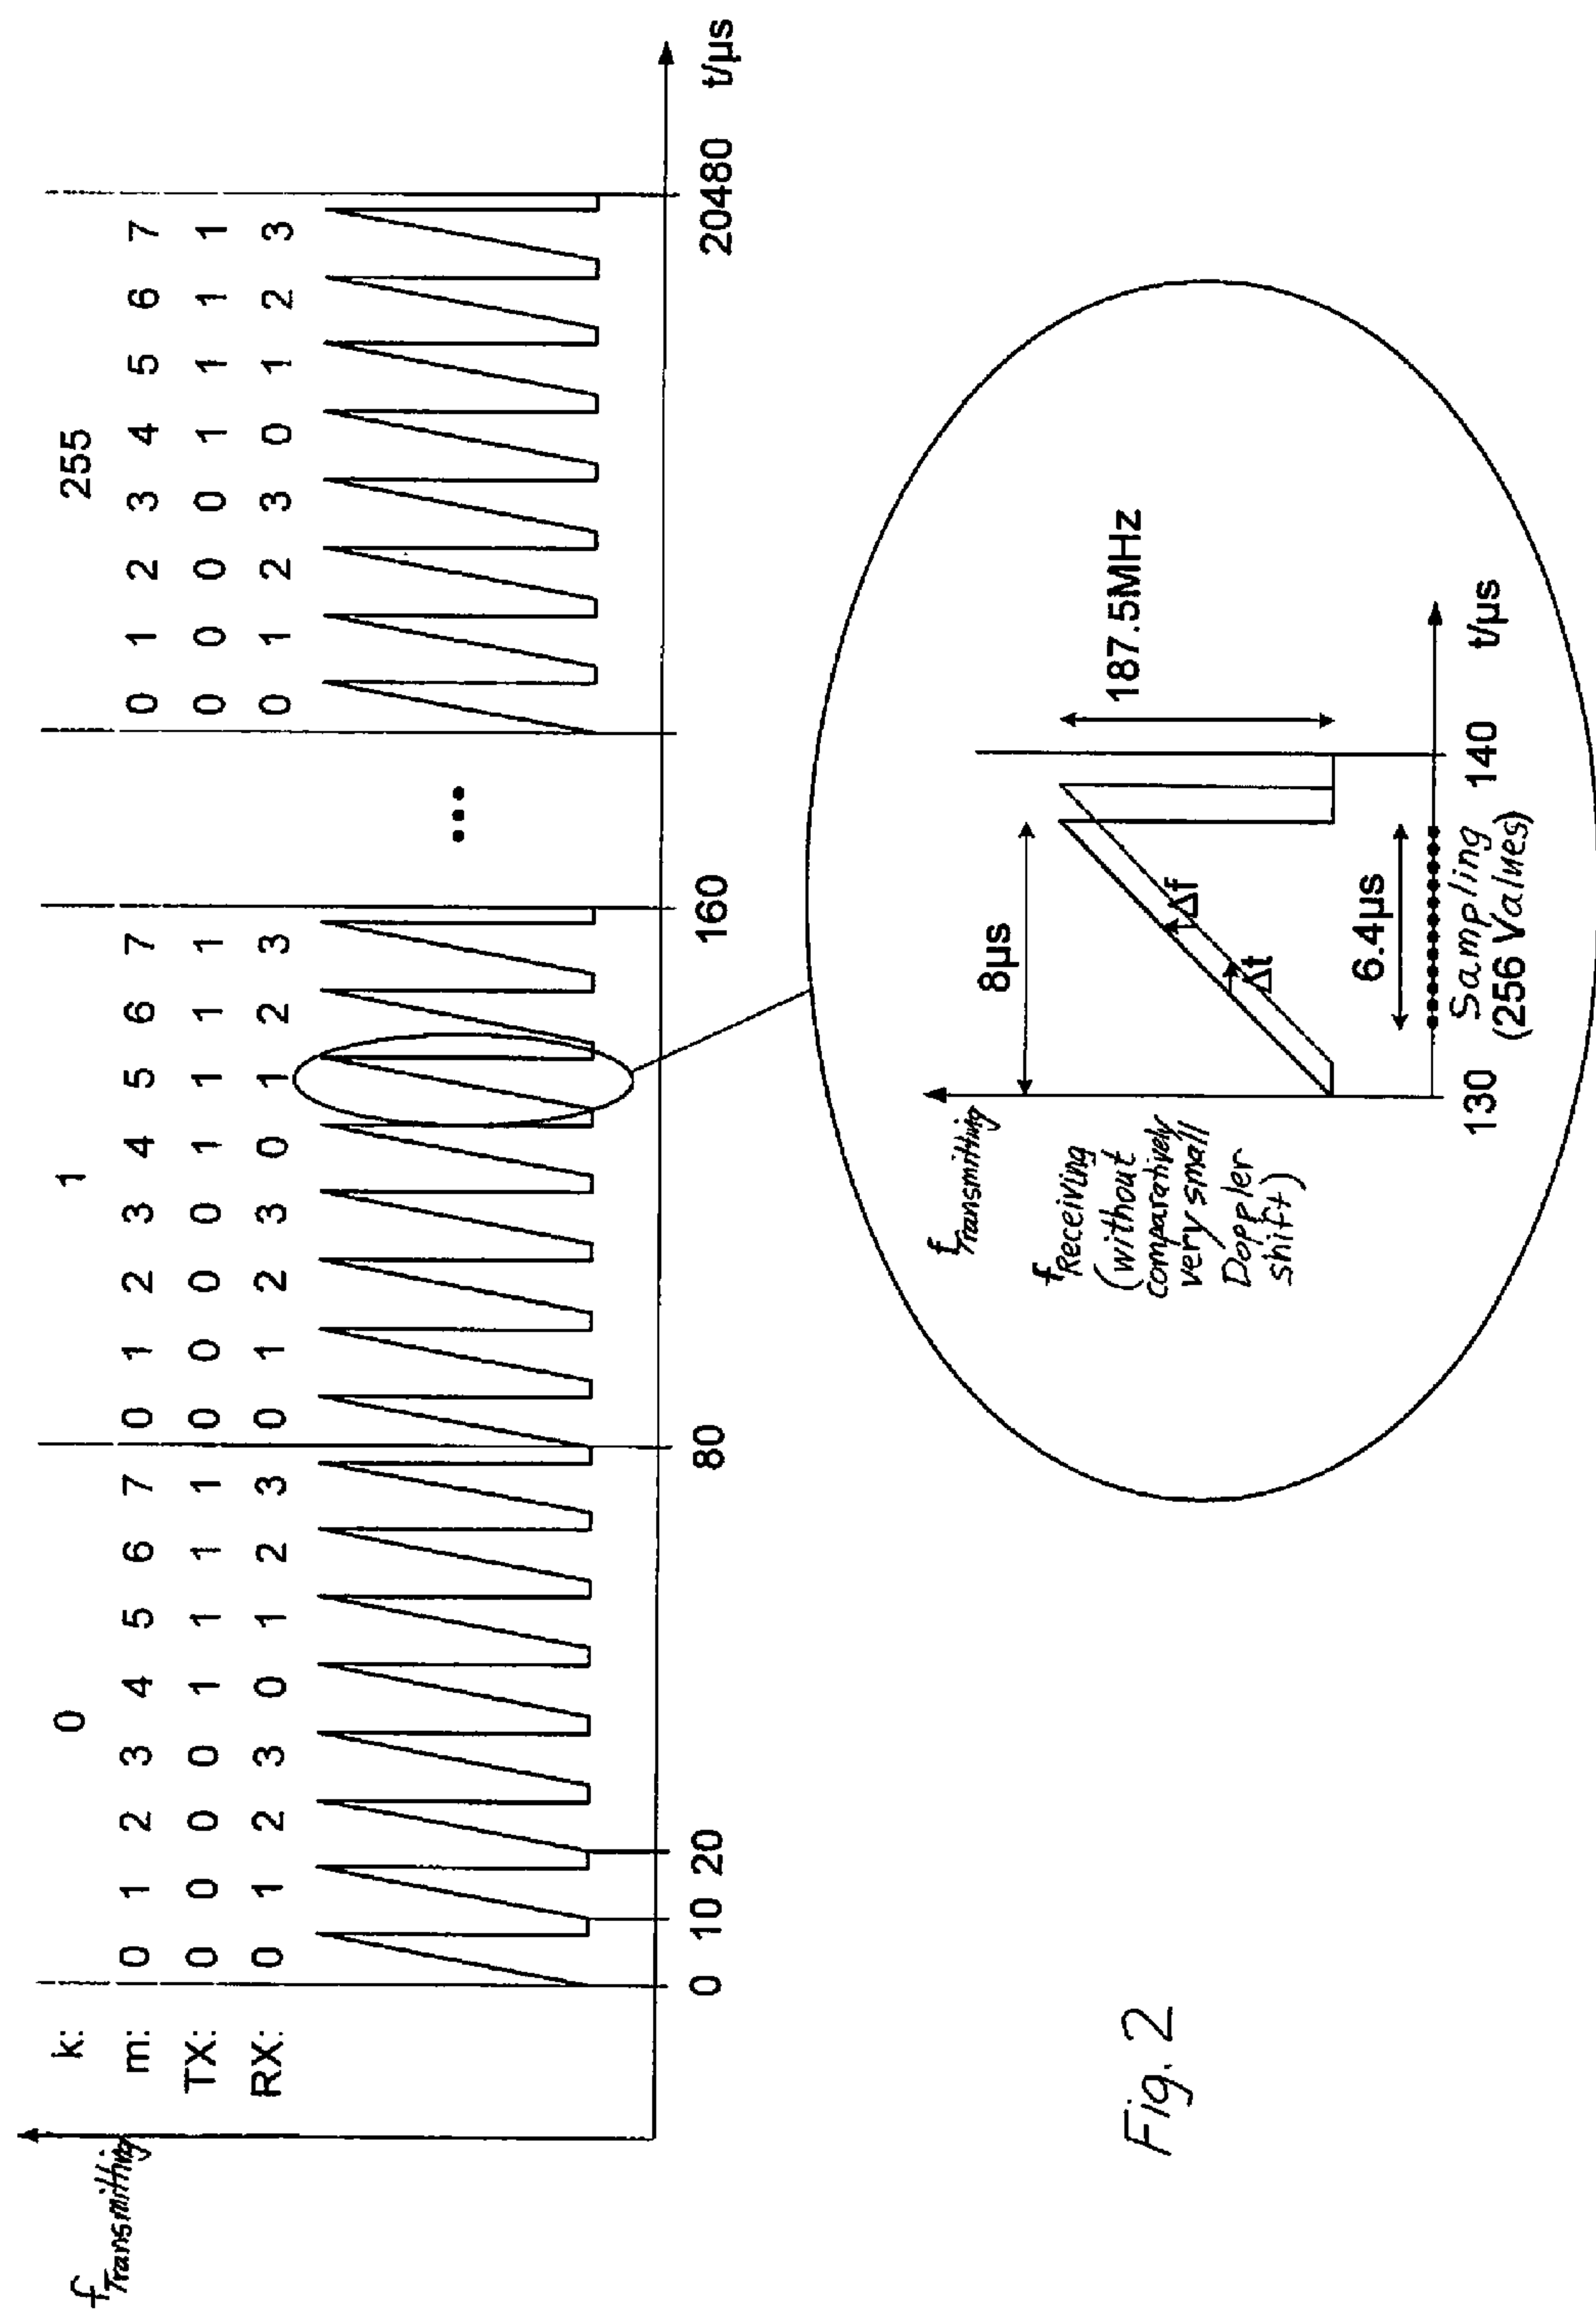 f Transmitting
k: 0 1 255
m: 0 1 2 3 4 5 6 7 0 1 2 3 4 5 6 7 0 1 2 3 4 5 6 7
TX: 0 0 0 0 1 1 1 1 0 0 0 0 1 1 1 1 0 0 0 0 1 1 1 1
RX: 0 1 2 3 0 1 2 3 0 1 2 3 0 1 2 3 0 1 2 3 0 1 2 3
...
0 10 20 80 160 20480 t/µs
f Transmitting
f Receiving
(without
comparatively
very small
Doppler
shift)
8µs
187.5MHz
Δt
Δf
6.4µs
130 140 t/µs
Sampling
(256 Values)
Fig. 2